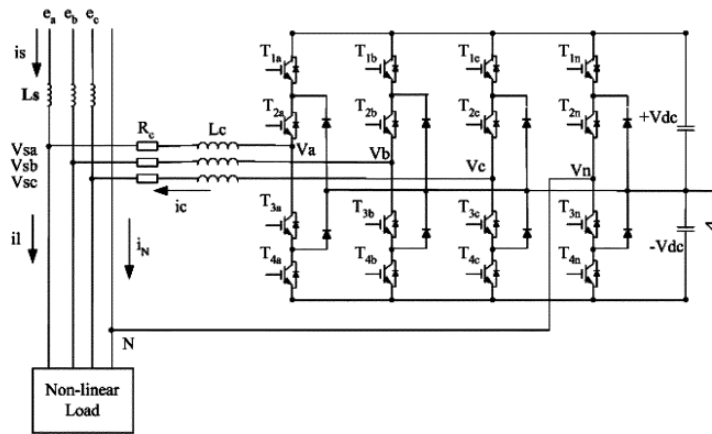 ea eb ec
is
Ls
T1a T1b T1c T1n
T2a T2b T2c T2n
+Vdc
Rc Lc
Vsa
Vsb
Vsc
Va
Vb
Vc
Vn
ic
il
iN
T3a T3b T3c T3n
T4a T4b T4c T4n
-Vdc
N
Non-linear
Load